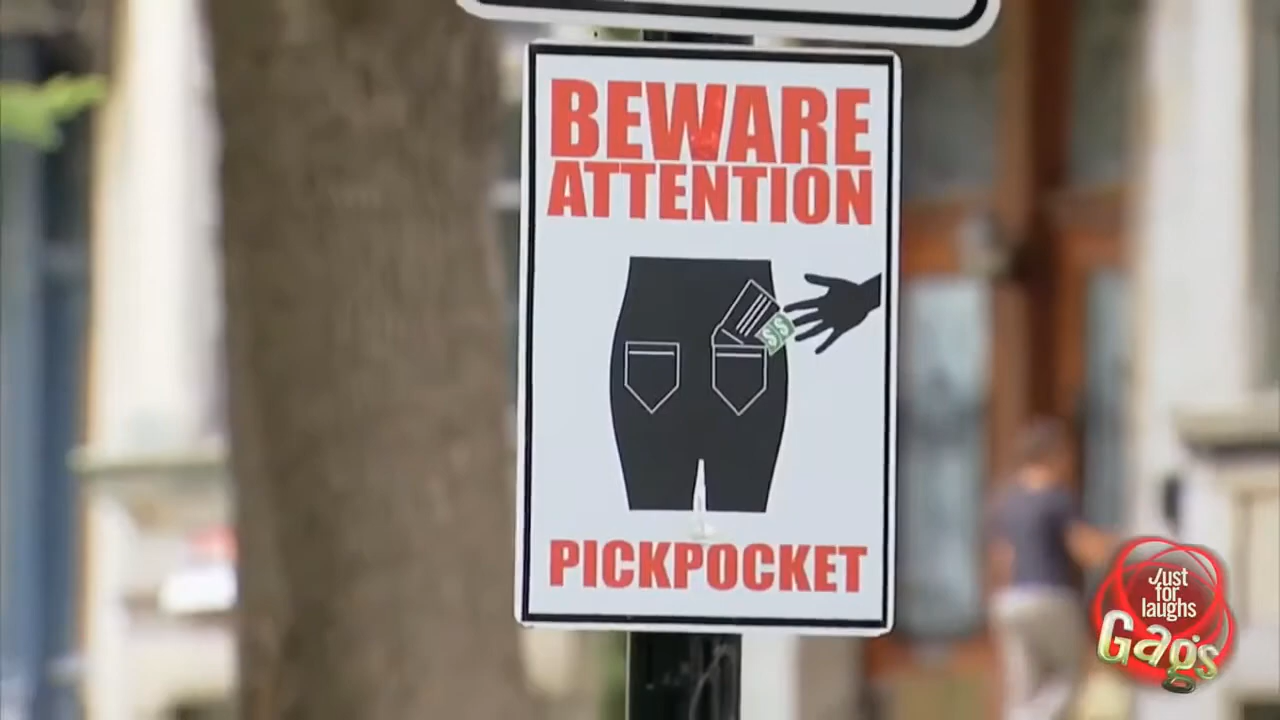 BEWARE
ATTENTION
$$
PICKPOCKET
Just
for
laughs
Gags